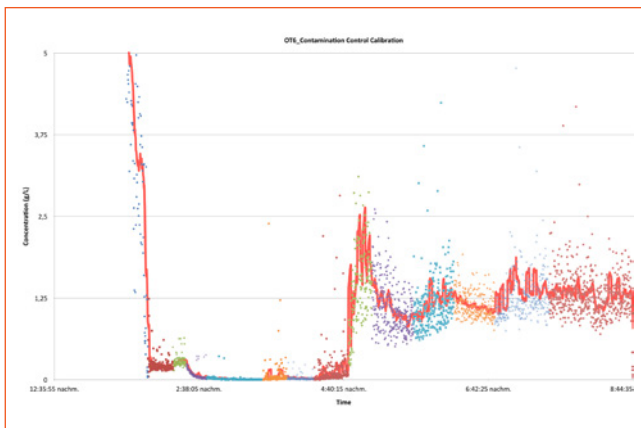 OT6_Contamination Control Calibration
5
3,75
2,5
1,25
0
Concentration (g/L)
12:35:55 nachm.
2:38:05 nachm.
4:40:15 nachm.
6:42:25 nachm.
8:44:35
Time